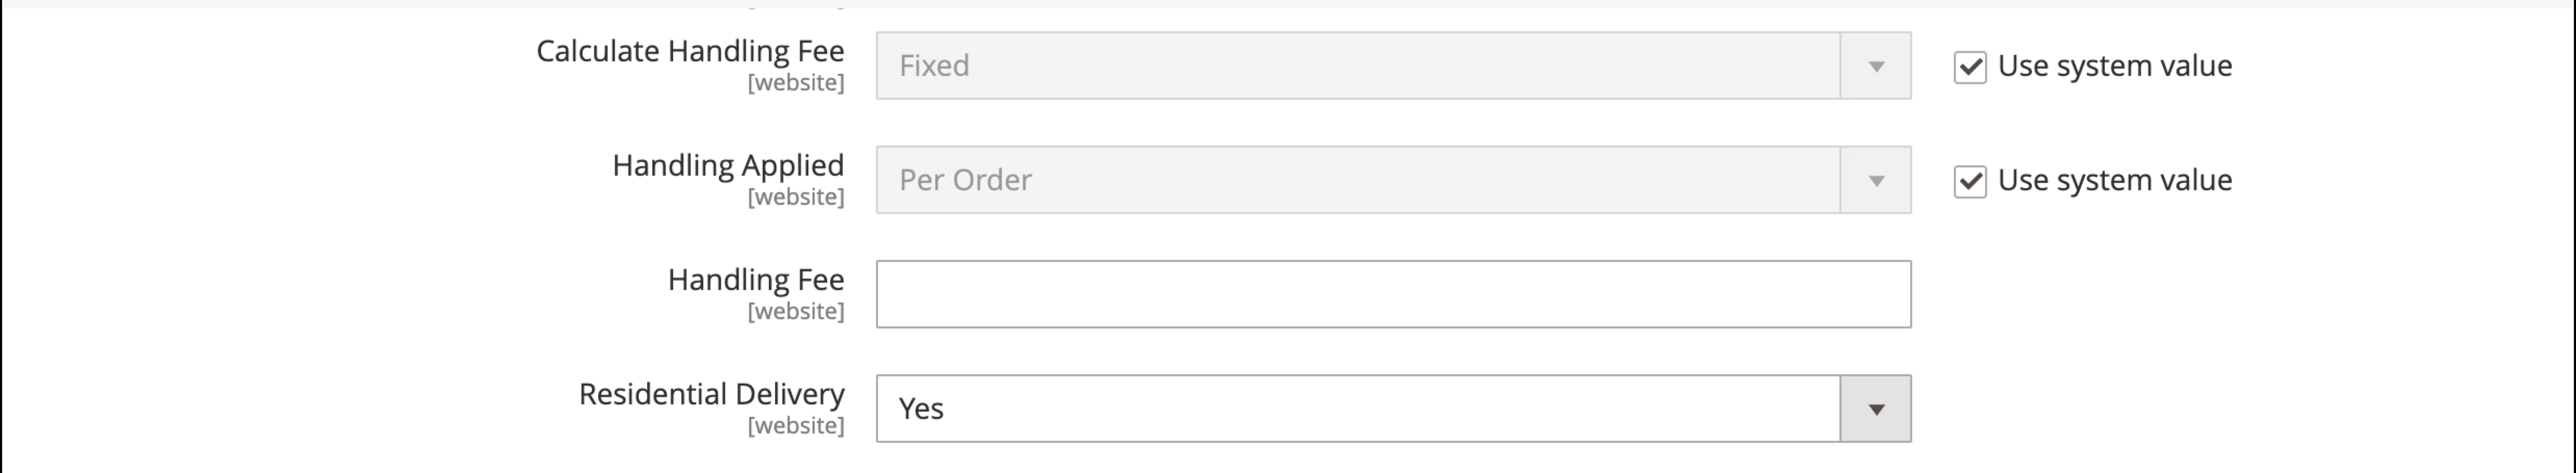 Calculate Handling Fee
[website]
Fixed
Use system value
Handling Applied
[website]
Per Order
Use system value
Handling Fee
[website]
Residential Delivery
[website]
Yes